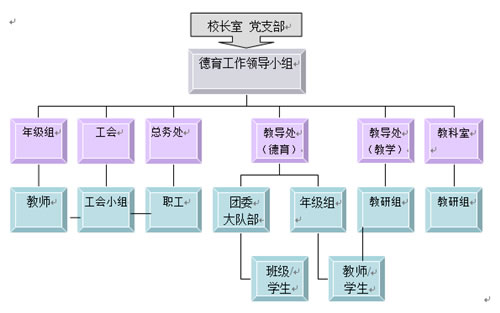 校长室 党支部
德育工作领导小组
年级组
工会
总务处
教导处
（德育）
教导处
（教学）
教科室
教师
工会小组
职工
团委
大队部
年级组
教研组
教研组
班级/
学生
教师/
学生